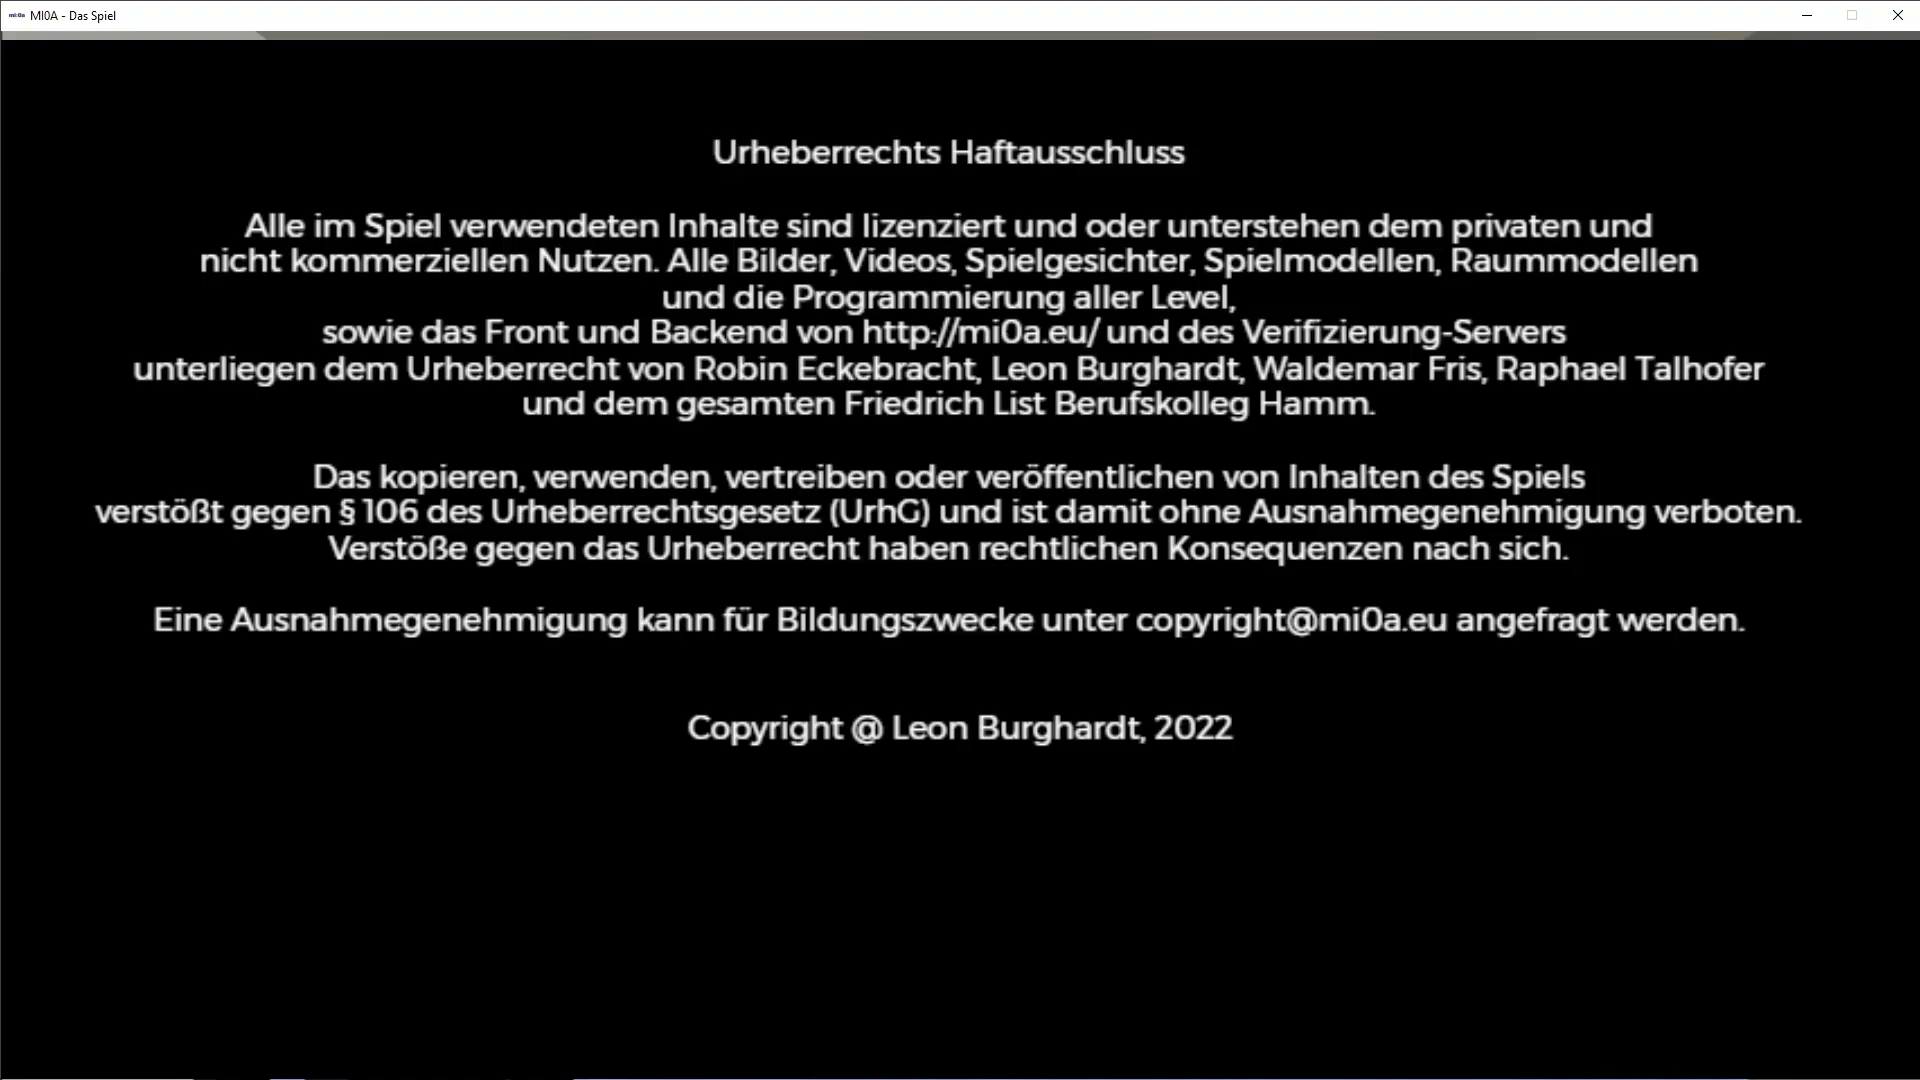 mi:0a MI0A - Das Spiel
Urheberrechts Haftausschluss
Alle im Spiel verwendeten Inhalte sind lizenziert und oder unterstehen dem privaten und
nicht kommerziellen Nutzen. Alle Bilder, Videos, Spielgesichter, Spielmodellen, Raummodellen
und die Programmierung aller Level,
sowie das Front und Backend von http://mi0a.eu/ und des Verifizierung-Servers
unterliegen dem Urheberrecht von Robin Eckebracht, Leon Burghardt, Waldemar Fris, Raphael Talhofer
und dem gesamten Friedrich List Berufskolleg Hamm.
Das kopieren, verwenden, vertreiben oder veröffentlichen von Inhalten des Spiels
verstößt gegen § 106 des Urheberrechtsgesetz (UrhG) und ist damit ohne Ausnahmegenehmigung verboten.
Verstöße gegen das Urheberrecht haben rechtlichen Konsequenzen nach sich.
Eine Ausnahmegenehmigung kann für Bildungszwecke unter copyright@mi0a.eu angefragt werden.
Copyright @ Leon Burghardt, 2022